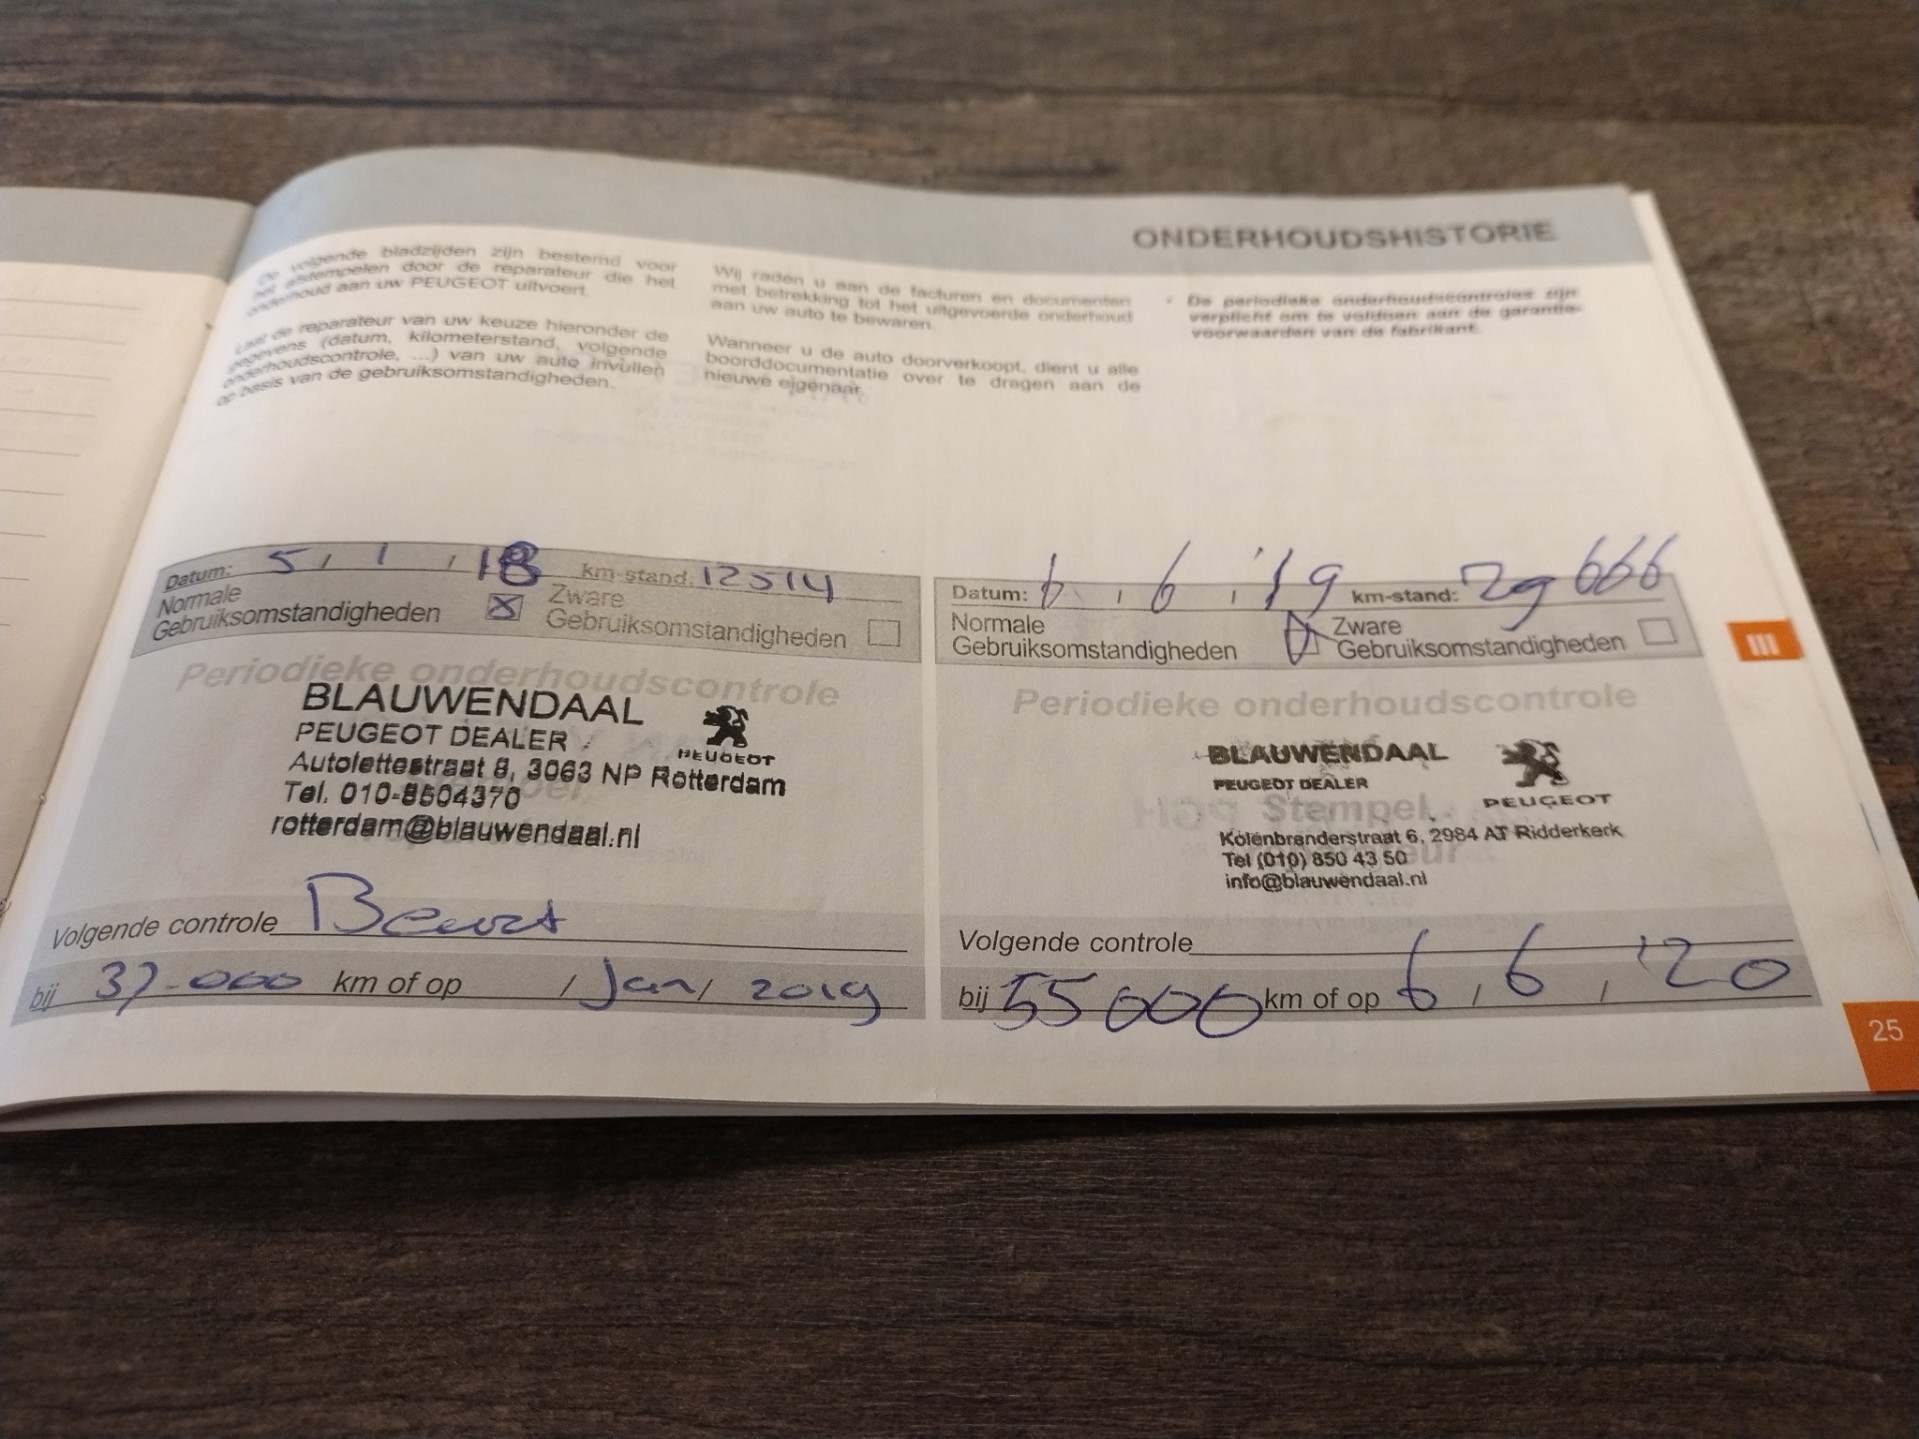 ONDERHOUDSHISTORIE
De volgende bladzijden zijn bestemd voor
het afstempelen door de reparateur die het
onderhoud aan uw PEUGEOT uitvoert.
Laat de reparateur van uw keuze hieronder de
gegevens (datum, kilometerstand, volgende
onderhoudscontrole, ...) van uw auto invullen
op basis van de gebruiksomstandigheden.
Wij raden u aan de facturen en documenten
met betrekking tot het uitgevoerde onderhoud
aan uw auto te bewaren.
Wanneer u de auto doorverkoopt, dient u alle
boorddocumentatie over te dragen aan de
nieuwe eigenaar.
• De periodieke onderhoudscontroles zijn
verplicht om te voldoen aan de garantie-
voorwaarden van de fabrikant.
Datum: 5 / 1 / 18 km-stand: 12514
Normale
Gebruiksomstandigheden
Zware
Gebruiksomstandigheden
Periodieke onderhoudscontrole
BLAUWENDAAL
PEUGEOT DEALER
PEUGEOT
Autolettestraat 8, 3063 NP Rotterdam
Tel. 010-8504370
rotterdam@blauwendaal.nl
Volgende controle Beurt
bij 37.000 km of op / Jan / 2019
Datum: 6 / 6 / '19 km-stand: 29666
Normale
Gebruiksomstandigheden
Zware
Gebruiksomstandigheden
Periodieke onderhoudscontrole
BLAUWENDAAL
PEUGEOT DEALER
PEUGEOT
Stempel
Kolenbranderstraat 6, 2984 AT Ridderkerk
Tel (010) 850 43 50
info@blauwendaal.nl
Volgende controle
bij 55000 km of op 6 / 6 / '20
III
25